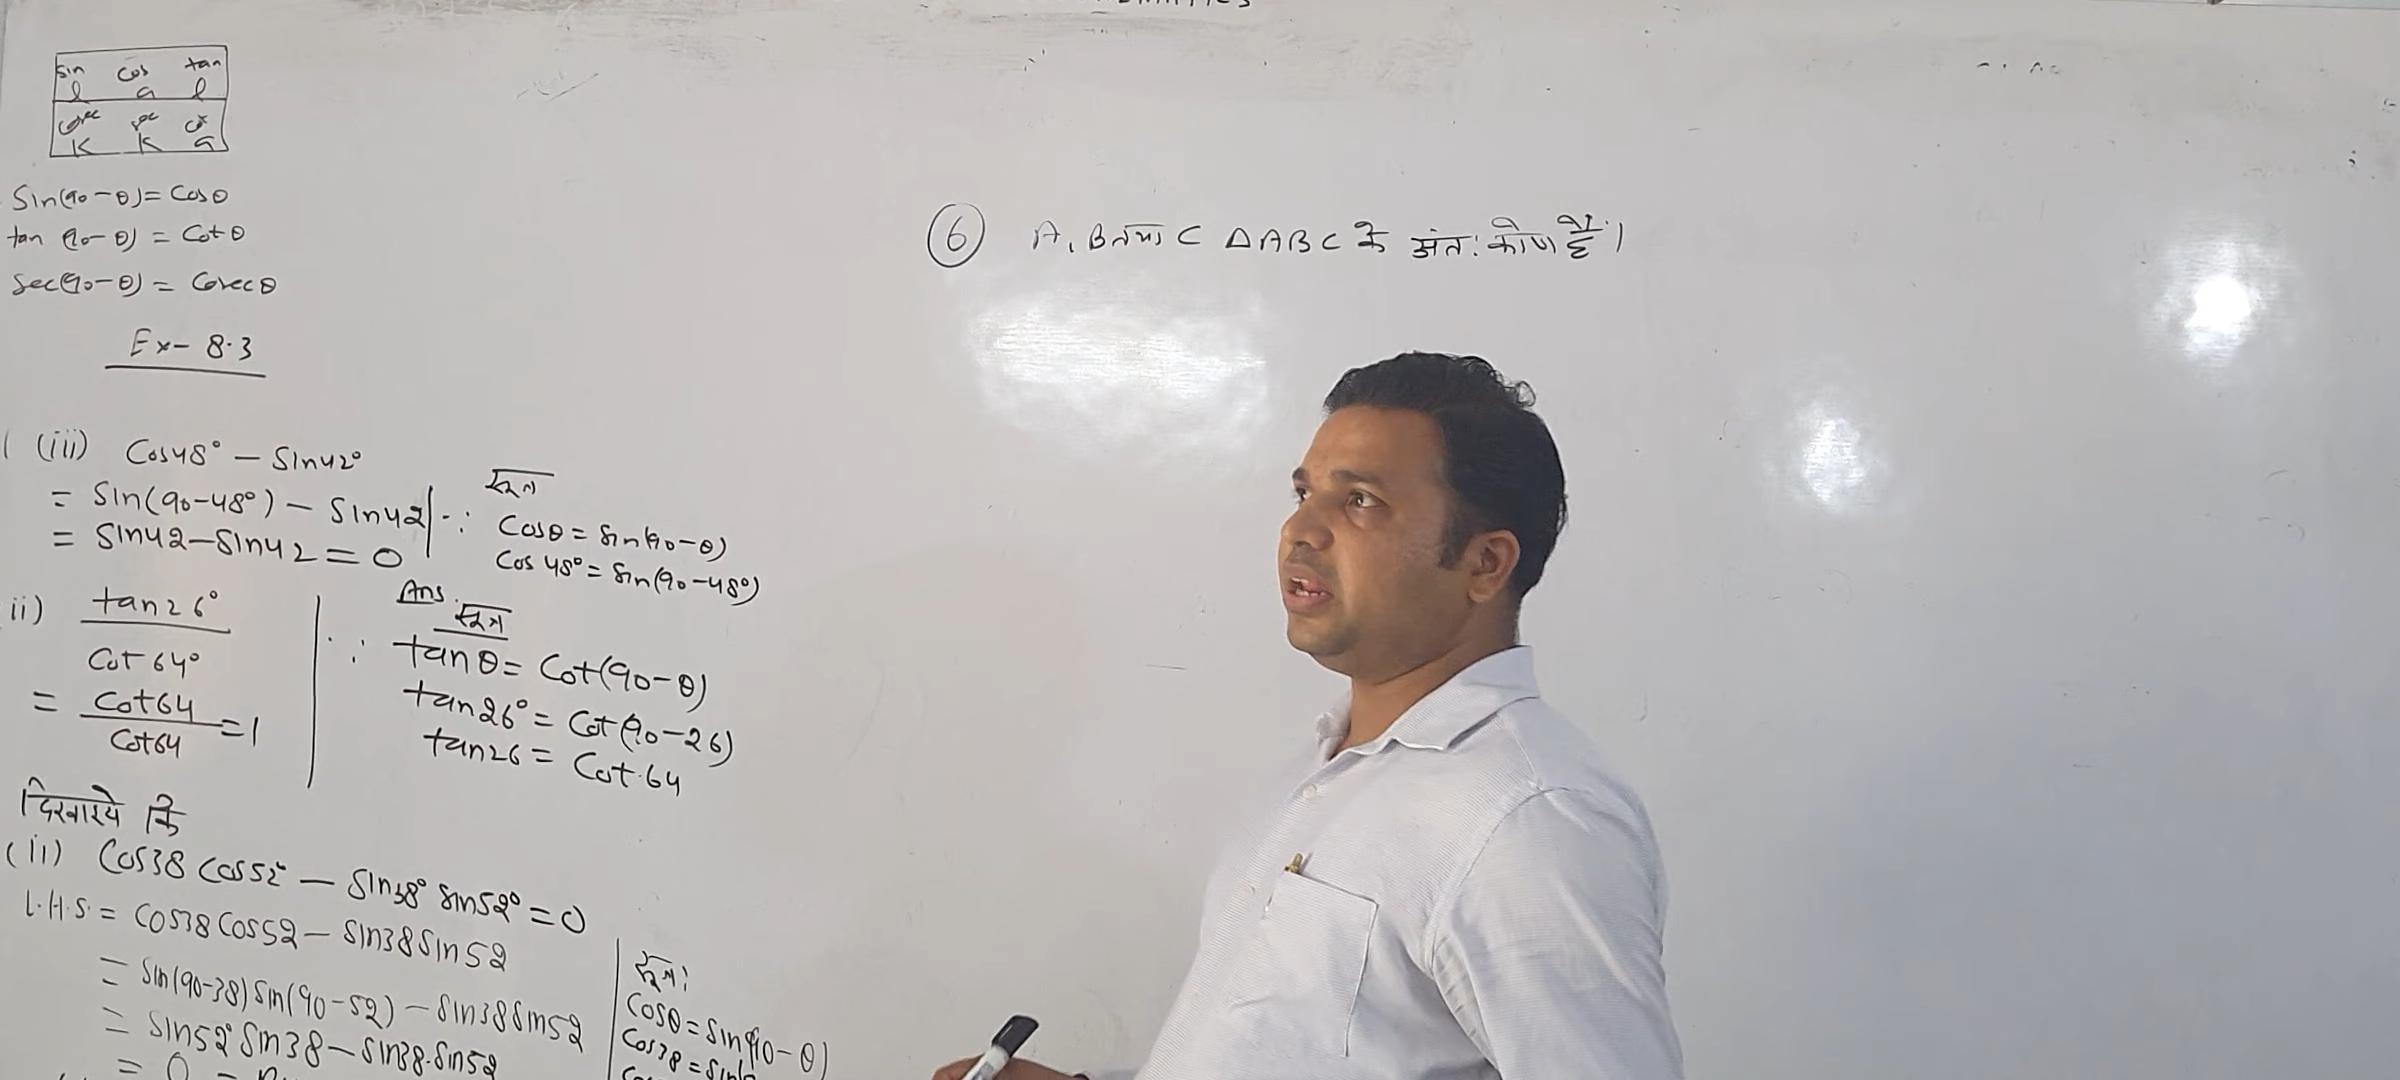 sin cos tan
l a l
cosec sec cot
K K a
Sin(90-θ)= Cosθ
tan (90-θ) = Cotθ
Sec(90-θ) = Cosecθ
Ex- 8.3
(iii) Cos48° - Sin42°
= Sin(90-48°) - Sin42
= Sin42-Sin42=0
सूत्र
∵ Cosθ = Sin(90-θ)
Cos 48° = Sin(90-48°)
Ans.
ii) tan26°
Cot64°
= Cot64 =1
Cot64
सूत्र
∵ tanθ= Cot(90-θ)
tan26°= Cot(90-26)
tan26= Cot.64
दिखाइये कि
(ii) Cos38 Cos52° - Sin38° Sin52° =0
L.H.S.= Cos38 Cos52- Sin38 Sin52
= Sin(90-38) Sin(90-52) - Sin38 Sin52
= Sin52° Sin38-Sin38.Sin52
= 0
सूत्र:
Cosθ=Sin(90-θ)
Cos38 =Sin(9
⑥ A, B तथा C ΔABC के अंत: कोण हैं।